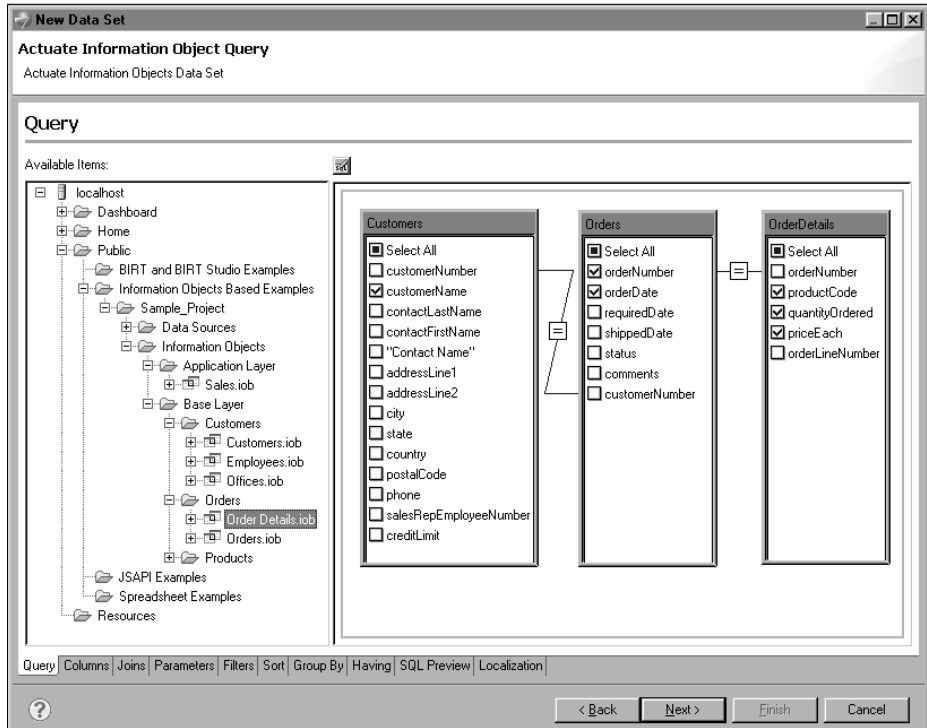 New Data Set
Actuate Information Object Query
Actuate Information Objects Data Set
Query
Available Items:
localhost
Dashboard
Home
Public
BIRT and BIRT Studio Examples
Information Objects Based Examples
Sample_Project
Data Sources
Information Objects
Application Layer
Sales.iob
Base Layer
Customers
Customers.iob
Employees.iob
Offices.iob
Orders
Order Details.iob
Orders.iob
Products
JSAPI Examples
Spreadsheet Examples
Resources
Customers
Select All
customerNumber
customerName
contactLastName
contactFirstName
"Contact Name"
addressLine1
addressLine2
city
state
country
postalCode
phone
salesRepEmployeeNumber
creditLimit
=
Orders
Select All
orderNumber
orderDate
requiredDate
shippedDate
status
comments
customerNumber
=
OrderDetails
Select All
orderNumber
productCode
quantityOrdered
priceEach
orderLineNumber
Query Columns Joins Parameters Filters Sort Group By Having SQL Preview Localization
?
< Back Next > Finish Cancel